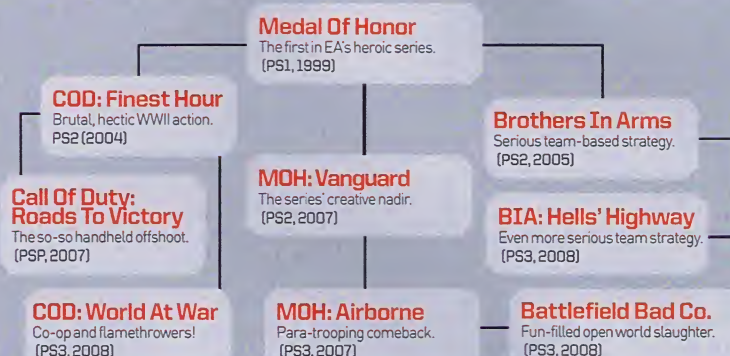 Medal Of Honor
The first in EA's heroic series.
(PS1, 1999)
COD: Finest Hour
Brutal, hectic WWII action.
PS2 (2004)
Brothers In Arms
Serious team-based strategy.
(PS2, 2005)
MOH: Vanguard
The series' creative nadir.
(PS2, 2007)
Call Of Duty:
Roads To Victory
The so-so handheld offshoot.
(PSP, 2007)
BIA: Hells' Highway
Even more serious team strategy.
(PS3, 2008)
COD: World At War
Co-op and flamethrowers!
(PS3, 2008)
MOH: Airborne
Para-trooping comeback.
(PS3, 2007)
Battlefield Bad Co.
Fun-filled open world slaughter.
(PS3, 2008)